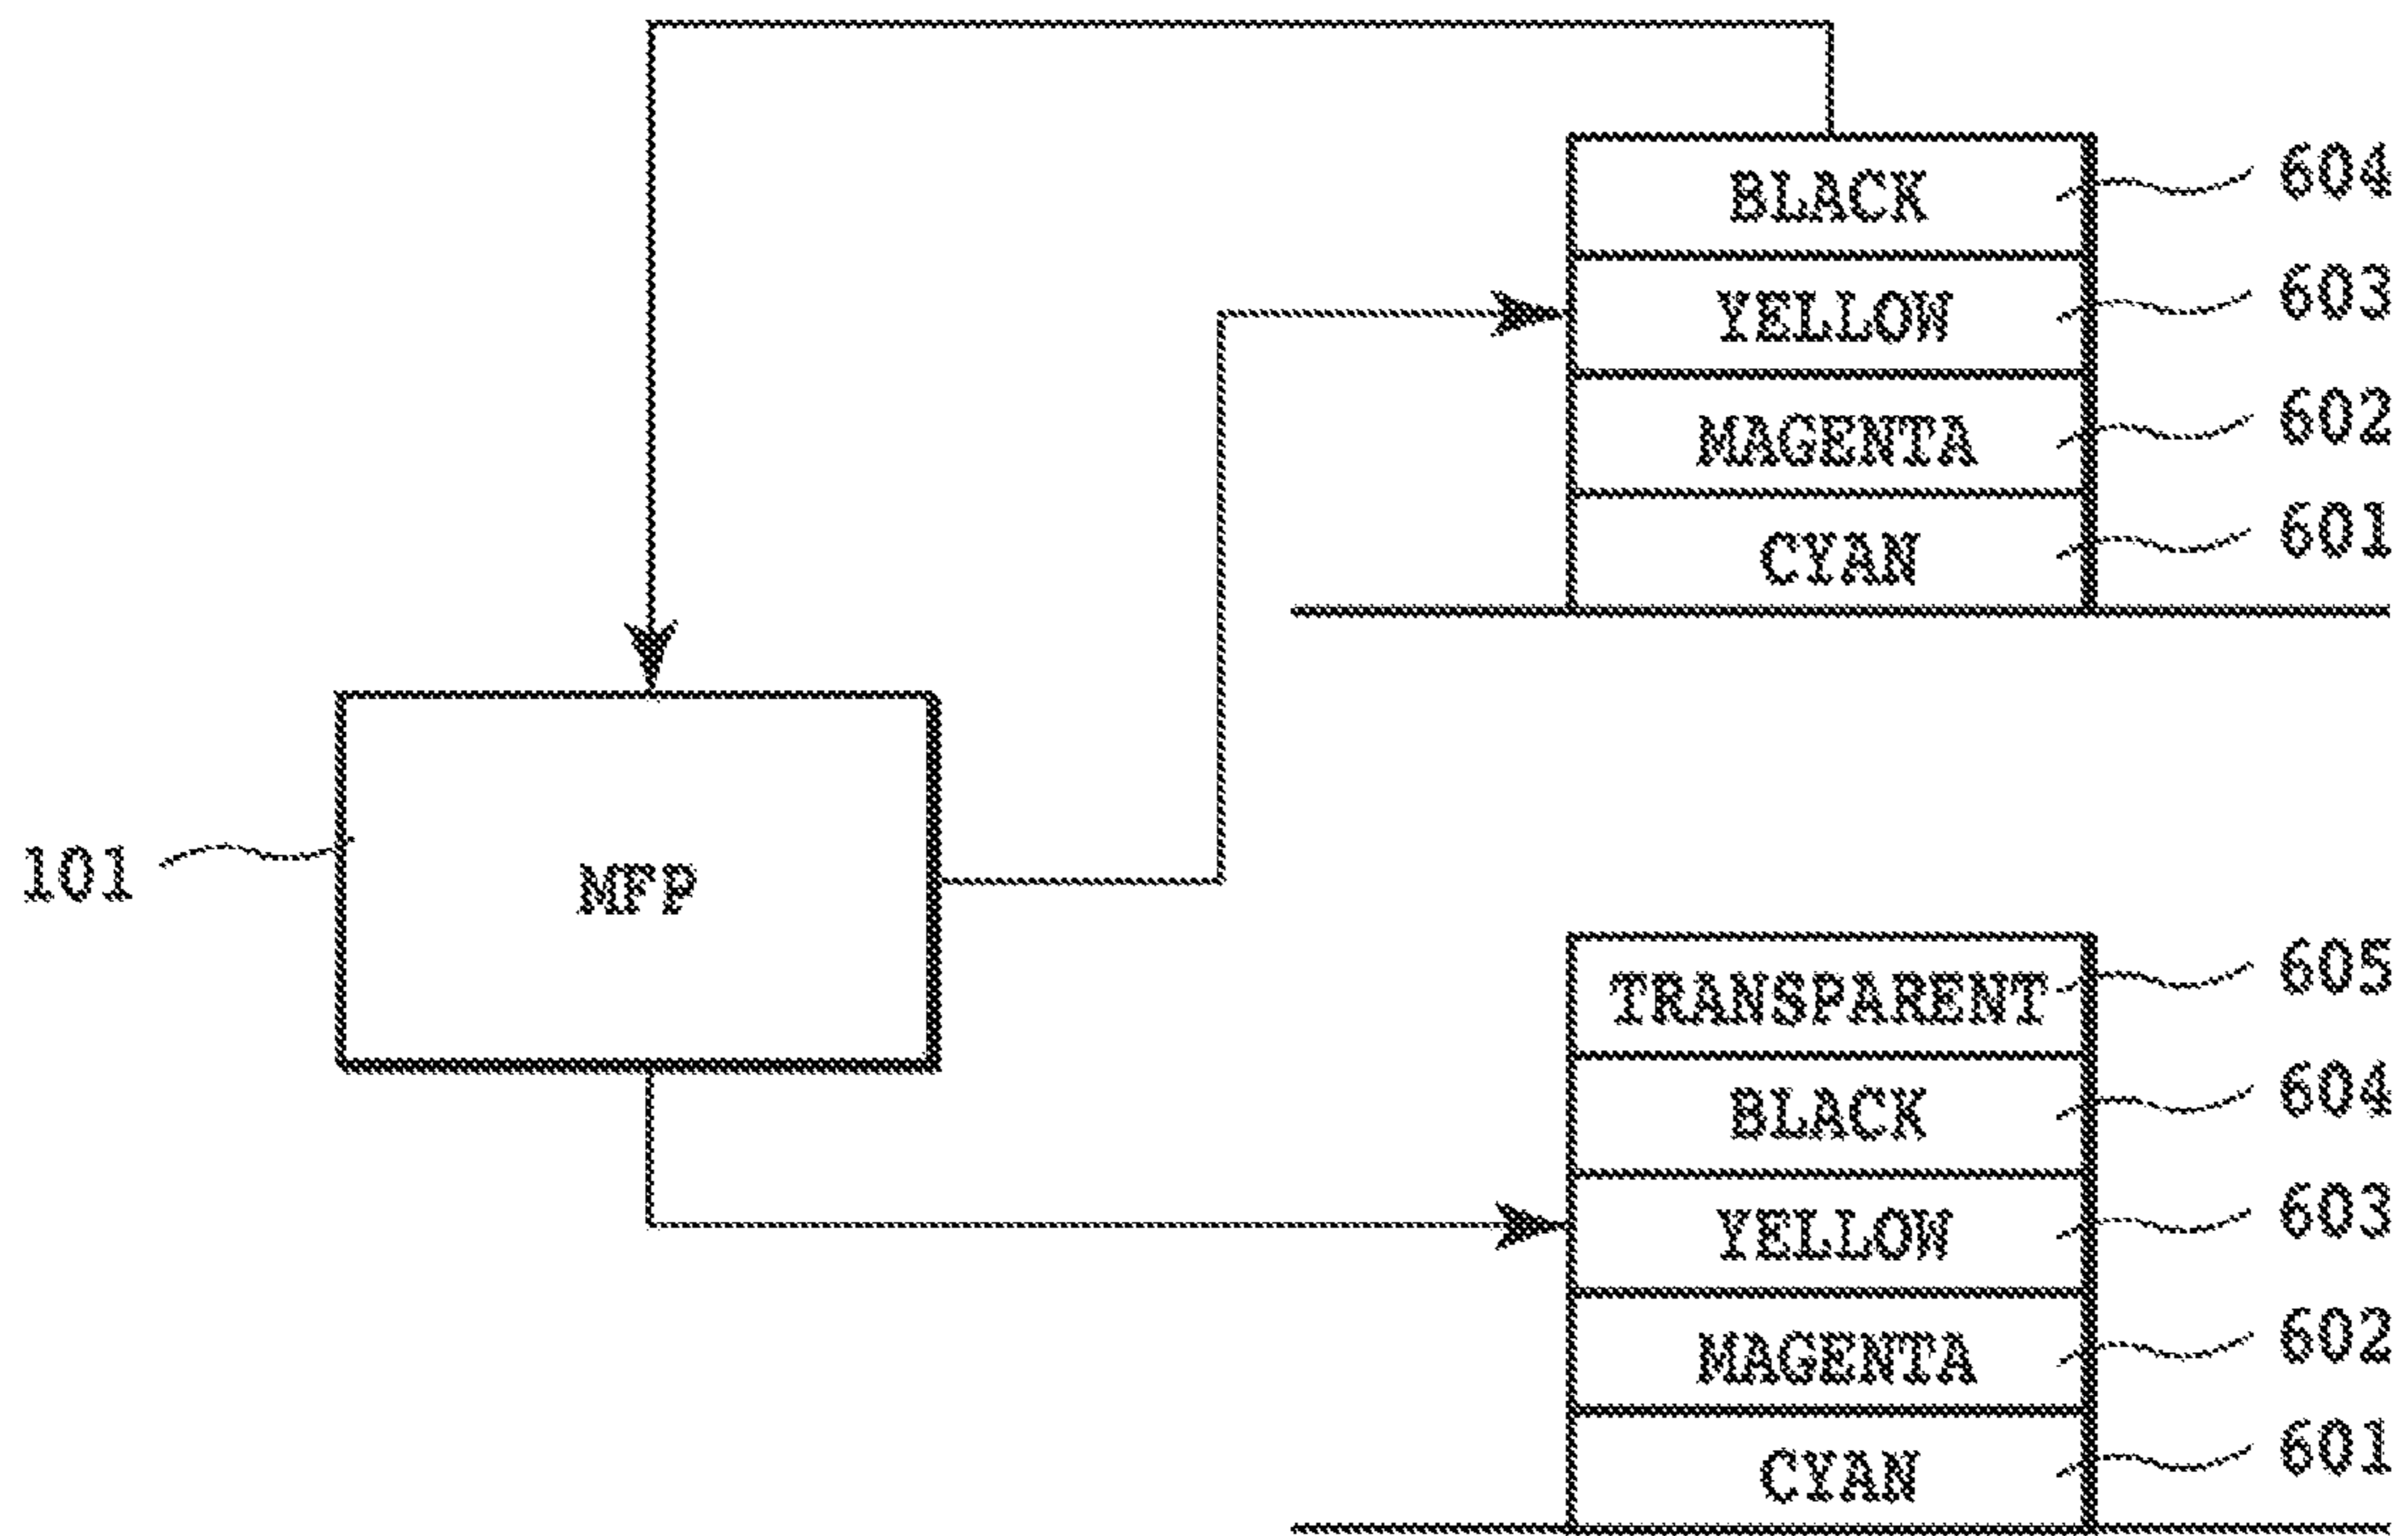 BLACK 604
YELLOW 603
MAGENTA 602
CYAN 601
101 MFP
TRANSPARENT 605
BLACK 604
YELLOW 603
MAGENTA 602
CYAN 601